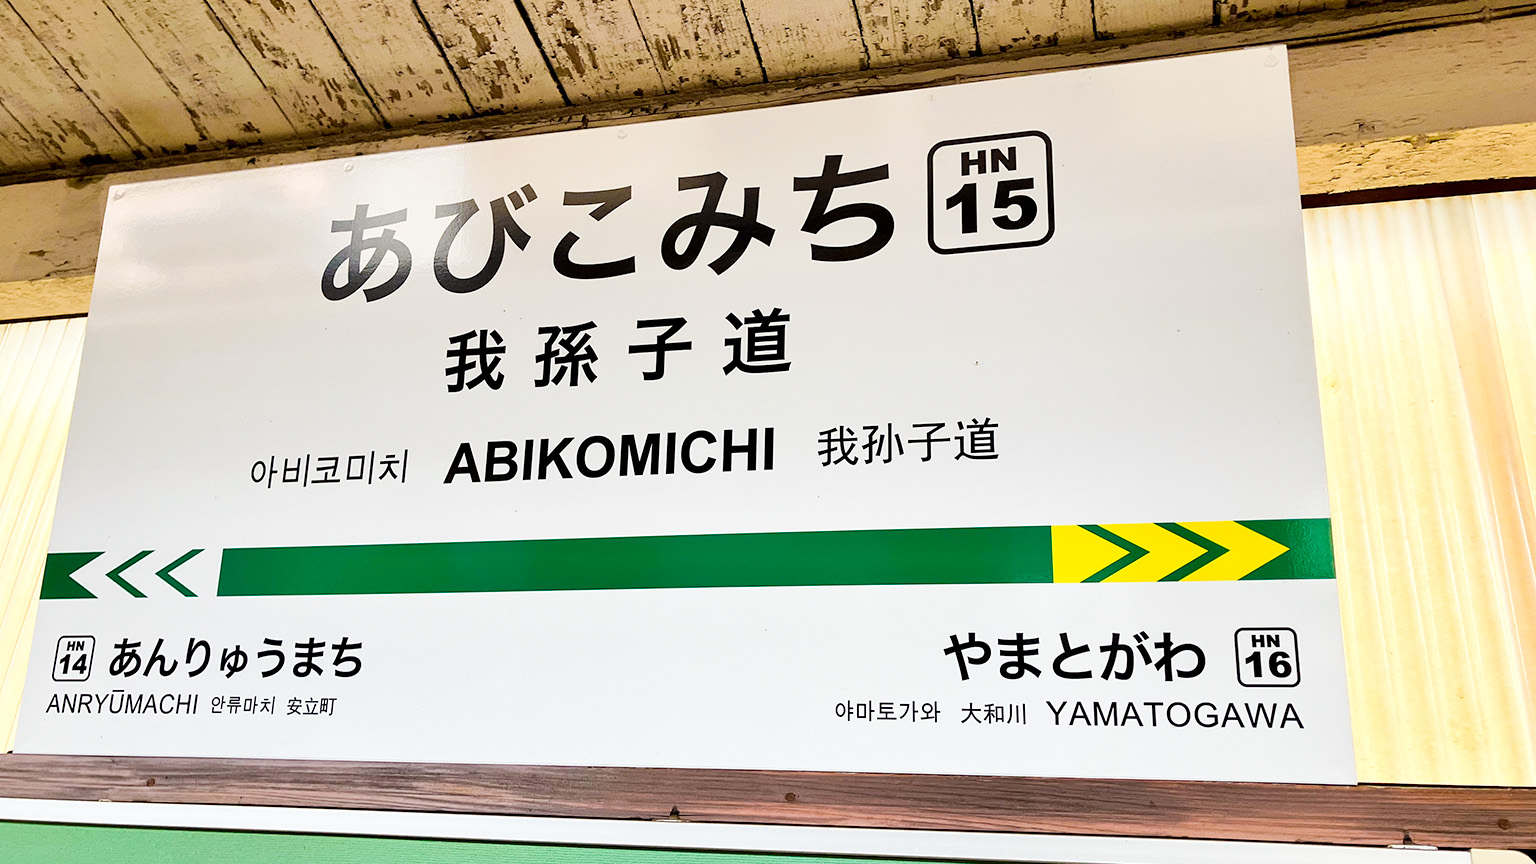 あびこみち HN 15
我孫子道
아비코미치 ABIKOMICHI 我孙子道
HN 14 あんりゅうまち
ANRYŪMACHI 안류마치 安立町
やまとがわ HN 16
야마토가와 大和川 YAMATOGAWA